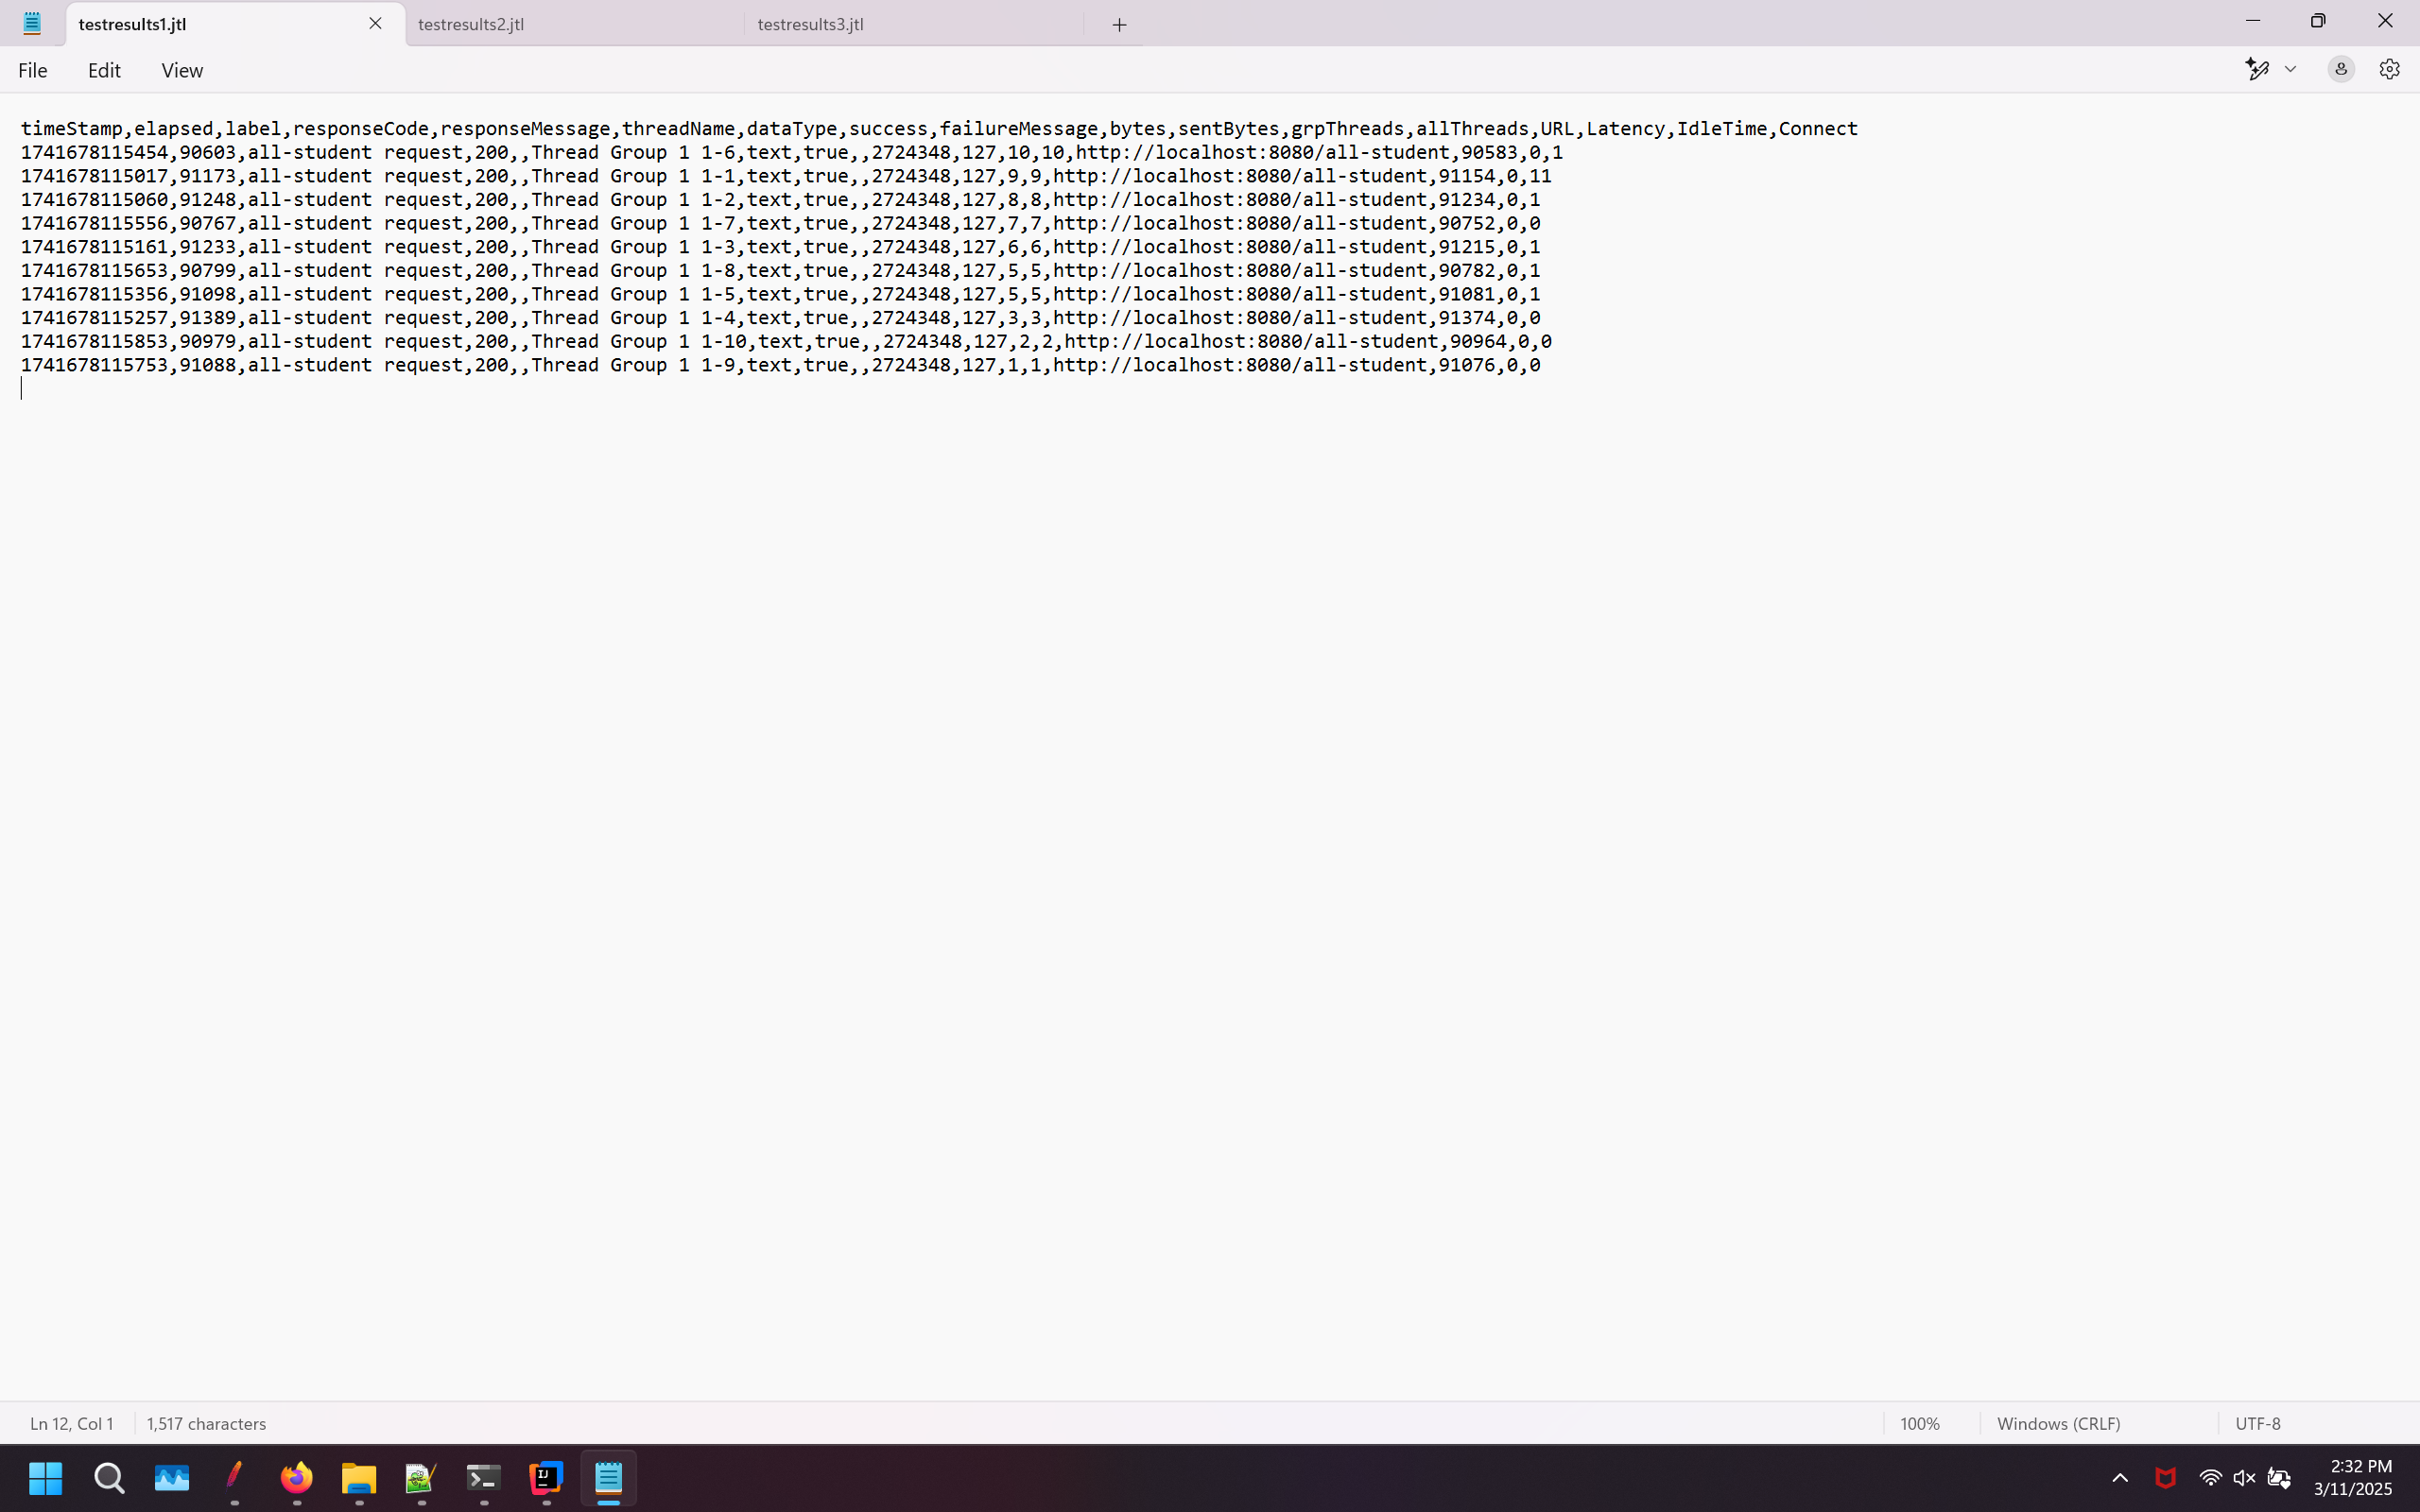 testresults1.jtl
testresults2.jtl
testresults3.jtl
File Edit View
timeStamp,elapsed,label,responseCode,responseMessage,threadName,dataType,success,failureMessage,bytes,sentBytes,grpThreads,allThreads,URL,Latency,IdleTime,Connect
1741678115454,90603,all-student request,200,,Thread Group 1 1-6,text,true,,2724348,127,10,10,http://localhost:8080/all-student,90583,0,1
1741678115017,91173,all-student request,200,,Thread Group 1 1-1,text,true,,2724348,127,9,9,http://localhost:8080/all-student,91154,0,11
1741678115060,91248,all-student request,200,,Thread Group 1 1-2,text,true,,2724348,127,8,8,http://localhost:8080/all-student,91234,0,1
1741678115556,90767,all-student request,200,,Thread Group 1 1-7,text,true,,2724348,127,7,7,http://localhost:8080/all-student,90752,0,0
1741678115161,91233,all-student request,200,,Thread Group 1 1-3,text,true,,2724348,127,6,6,http://localhost:8080/all-student,91215,0,1
1741678115653,90799,all-student request,200,,Thread Group 1 1-8,text,true,,2724348,127,5,5,http://localhost:8080/all-student,90782,0,1
1741678115356,91098,all-student request,200,,Thread Group 1 1-5,text,true,,2724348,127,5,5,http://localhost:8080/all-student,91081,0,1
1741678115257,91389,all-student request,200,,Thread Group 1 1-4,text,true,,2724348,127,3,3,http://localhost:8080/all-student,91374,0,0
1741678115853,90979,all-student request,200,,Thread Group 1 1-10,text,true,,2724348,127,2,2,http://localhost:8080/all-student,90964,0,0
1741678115753,91088,all-student request,200,,Thread Group 1 1-9,text,true,,2724348,127,1,1,http://localhost:8080/all-student,91076,0,0
Ln 12, Col 1
1,517 characters
100%
Windows (CRLF)
UTF-8
IJ
2:32 PM
3/11/2025